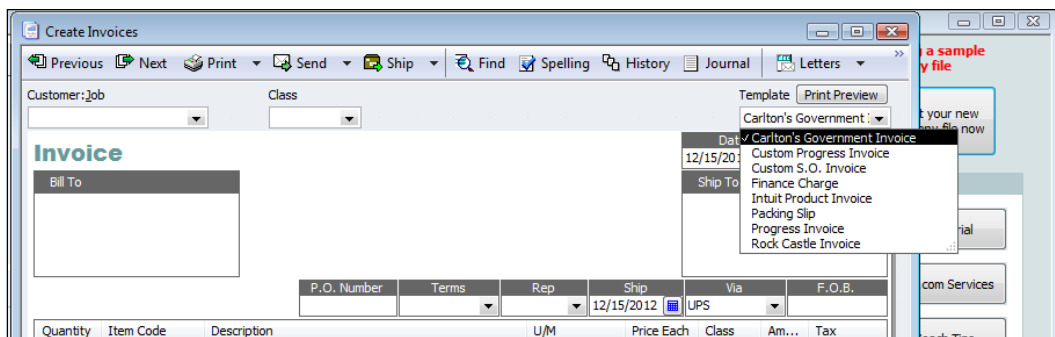 Create Invoices
Previous Next Print Send Ship Find Spelling History Journal Letters »
a sample
y file
Customer:Job Class Template Print Preview
Carlton's Government
your new
file now
Invoice
✓ Carlton's Government Invoice
Custom Progress Invoice
Custom S.O. Invoice
Finance Charge
Intuit Product Invoice
Packing Slip
Progress Invoice
Rock Castle Invoice
Dat
12/15/201
Bill To Ship To
ial
P.O. Number Terms Rep Ship Via F.O.B.
12/15/2012 UPS
.com Services
Quantity Item Code Description U/M Price Each Class Am... Tax